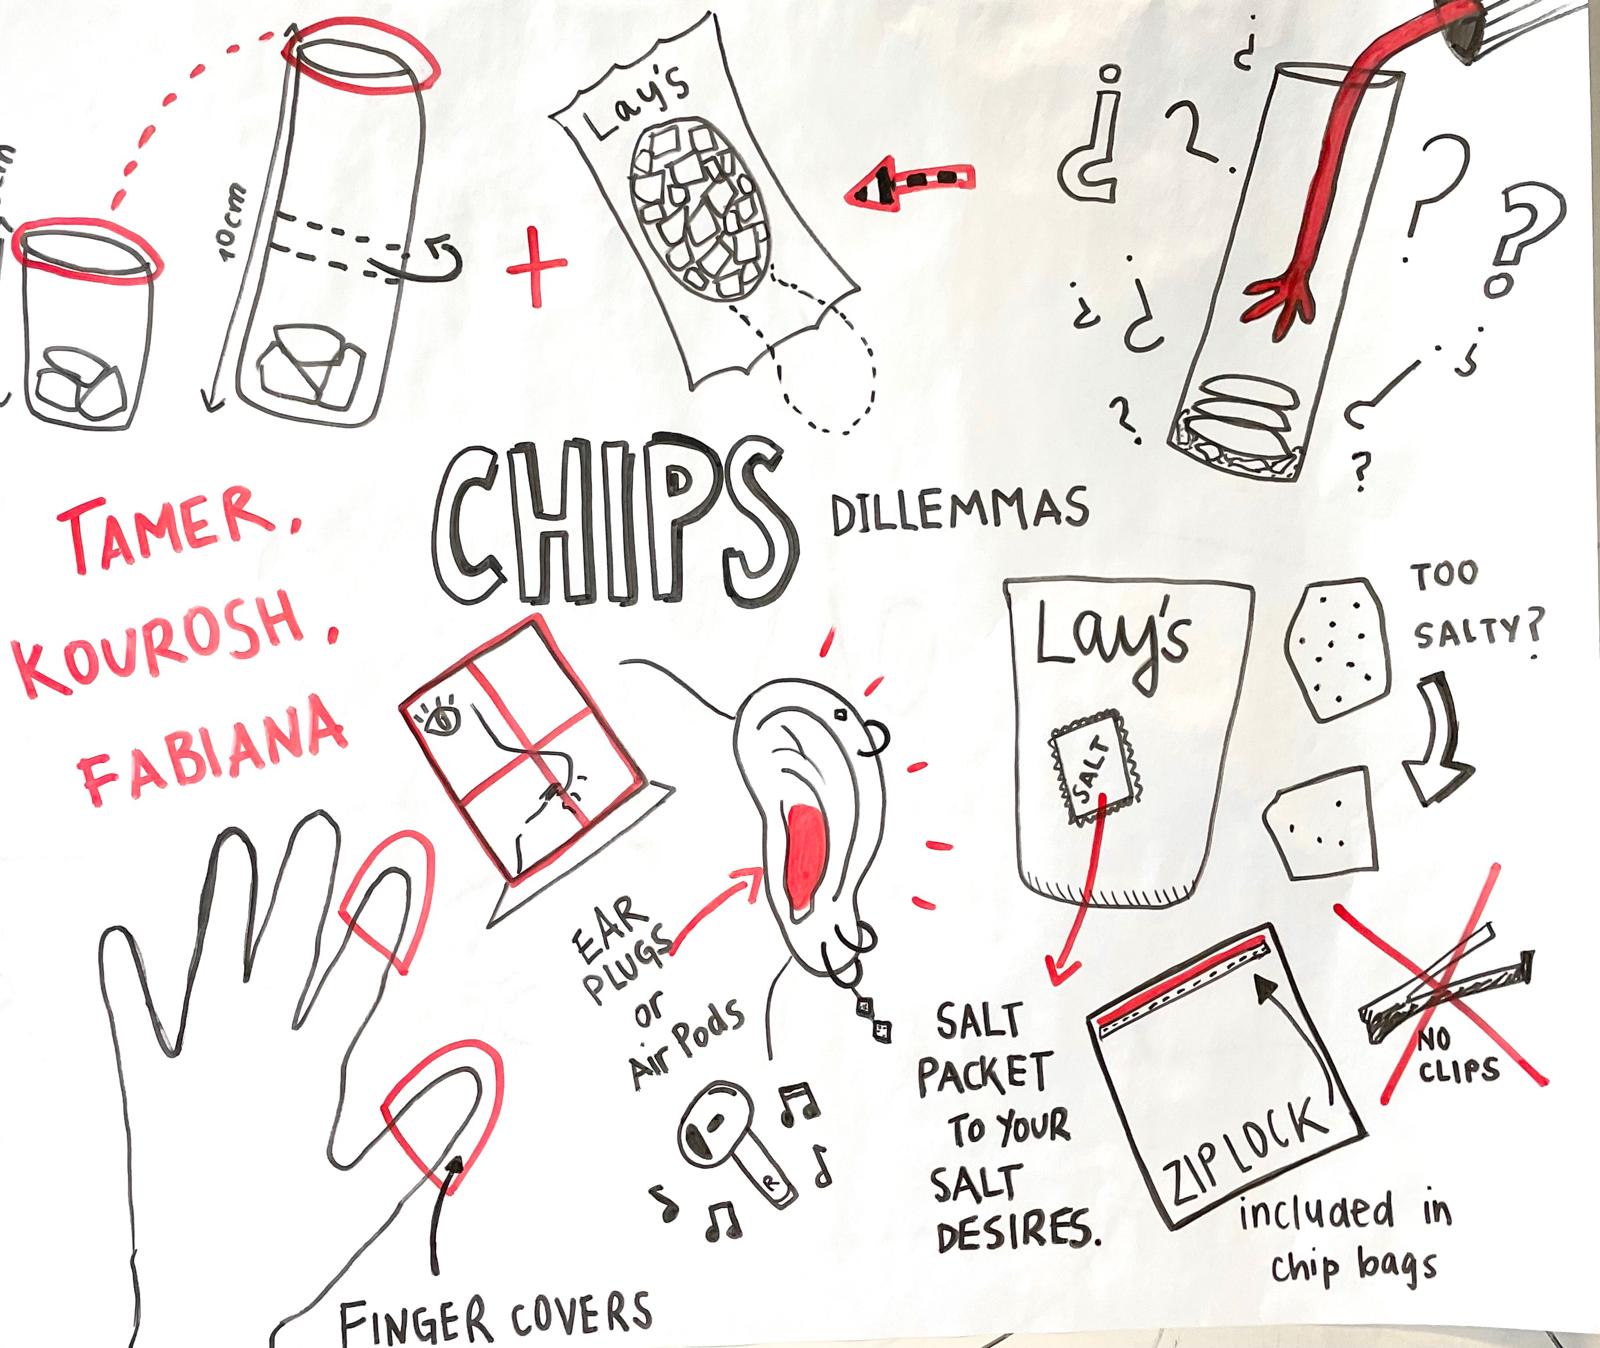 10cm
Lay's
CHIPS
DILLEMMAS
TAMER.
KOUROSH.
FABIANA
Lay's
SALT
TOO
SALTY?
EAR
PLUGS
or
Air Pods
R
SALT
PACKET
TO YOUR
SALT
DESIRES.
NO
CLIPS
ZIPLOCK
included in
chip bags
FINGER COVERS